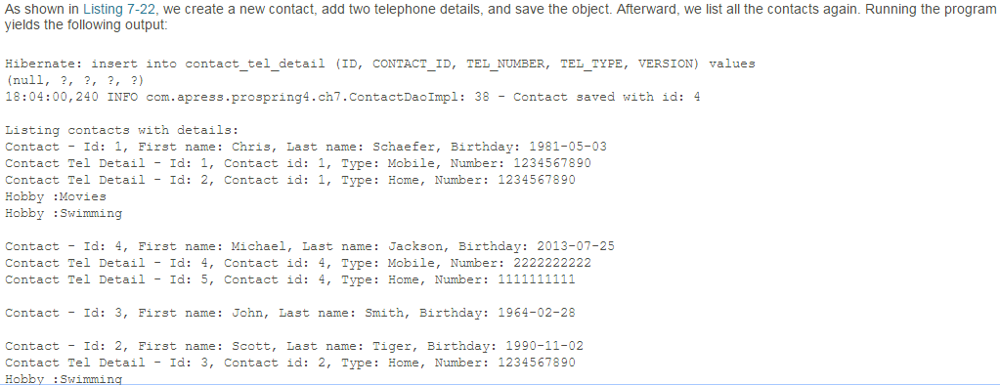 As shown in Listing 7-22, we create a new contact, add two telephone details, and save the object. Afterward, we list all the contacts again. Running the program
yields the following output:
Hibernate: insert into contact_tel_detail (ID, CONTACT_ID, TEL_NUMBER, TEL_TYPE, VERSION) values
(null, ?, ?, ?, ?)
18:04:00,240 INFO com.apress.prospring4.ch7.ContactDaoImpl: 38 - Contact saved with id: 4
Listing contacts with details:
Contact - Id: 1, First name: Chris, Last name: Schaefer, Birthday: 1981-05-03
Contact Tel Detail - Id: 1, Contact id: 1, Type: Mobile, Number: 1234567890
Contact Tel Detail - Id: 2, Contact id: 1, Type: Home, Number: 1234567890
Hobby :Movies
Hobby :Swimming
Contact - Id: 4, First name: Michael, Last name: Jackson, Birthday: 2013-07-25
Contact Tel Detail - Id: 4, Contact id: 4, Type: Mobile, Number: 2222222222
Contact Tel Detail - Id: 5, Contact id: 4, Type: Home, Number: 1111111111
Contact - Id: 3, First name: John, Last name: Smith, Birthday: 1964-02-28
Contact - Id: 2, First name: Scott, Last name: Tiger, Birthday: 1990-11-02
Contact Tel Detail - Id: 3, Contact id: 2, Type: Home, Number: 1234567890
Hobby :Swimming